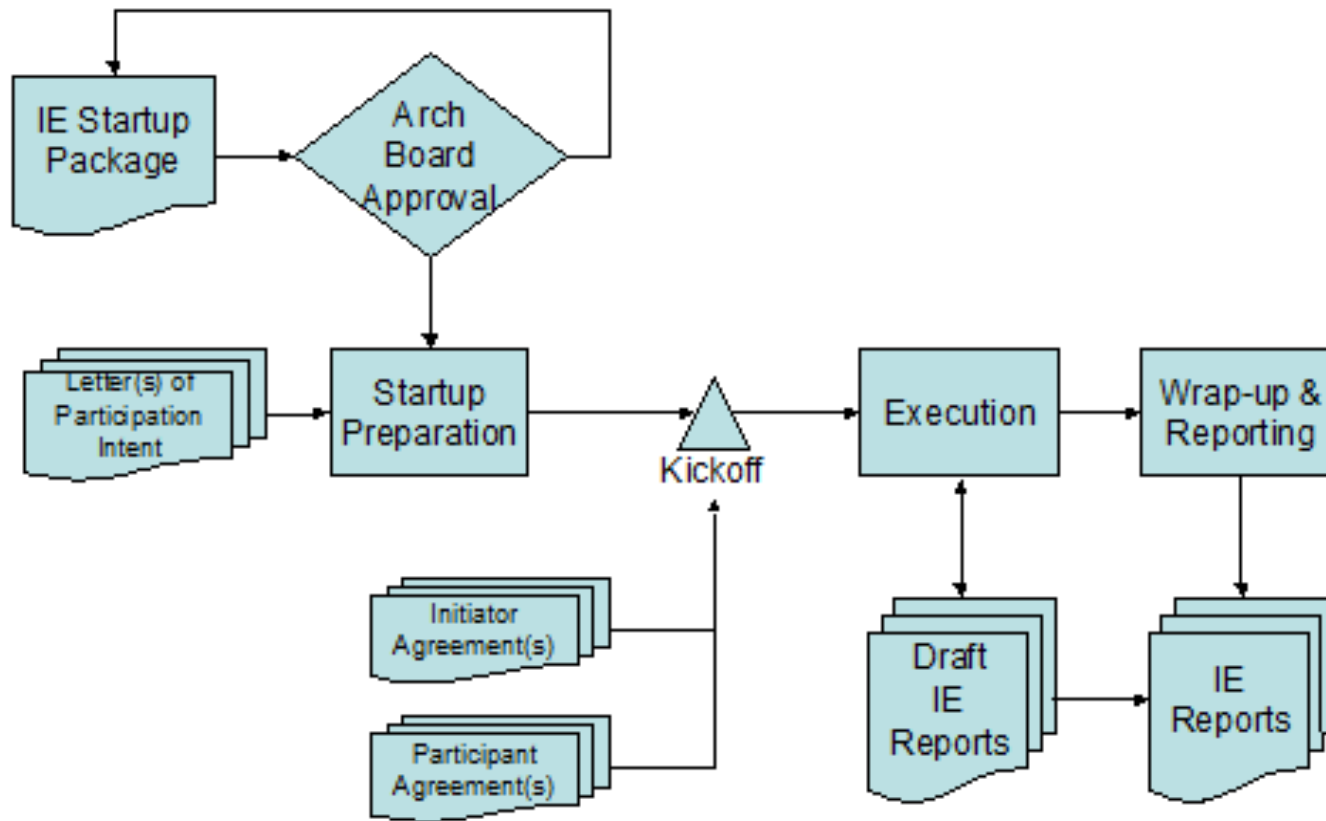 IE Startup
Package
Arch
Board
Approval
Letter(s) of
Participation
Intent
Startup
Preparation
Kickoff
Execution
Wrap-up &
Reporting
Initiator
Agreement(s)
Participant
Agreement(s)
Draft
IE
Reports
IE
Reports